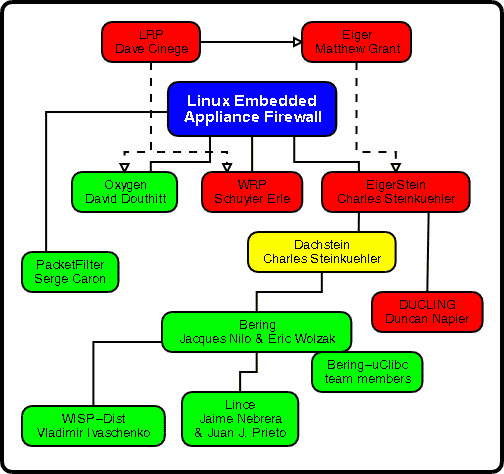 LRP
Dave Cinege
Eiger
Matthew Grant
Linux Embedded
Appliance Firewall
Oxygen
David Douthitt
WRP
Schuyler Erle
EigerStein
Charles Steinkuehler
Dachstein
Charles Steinkuehler
PacketFilter
Serge Caron
DUCLING
Duncan Napier
Bering
Jacques Nilo & Eric Wolzak
Bering-uClibc
team members
WISP-Dist
Vladimir Ivaschenko
Lince
Jaime Nebrera
& Juan J. Prieto